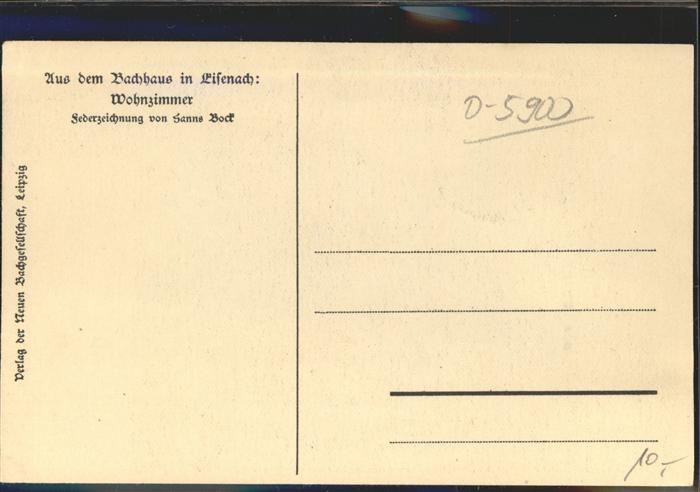 Aus dem Bachhaus in Eisenach:
Wohnzimmer
Federzeichnung von Hanns Bock
Verlag der Neuen Bachgesellschaft, Leipzig
D-5900
10,-